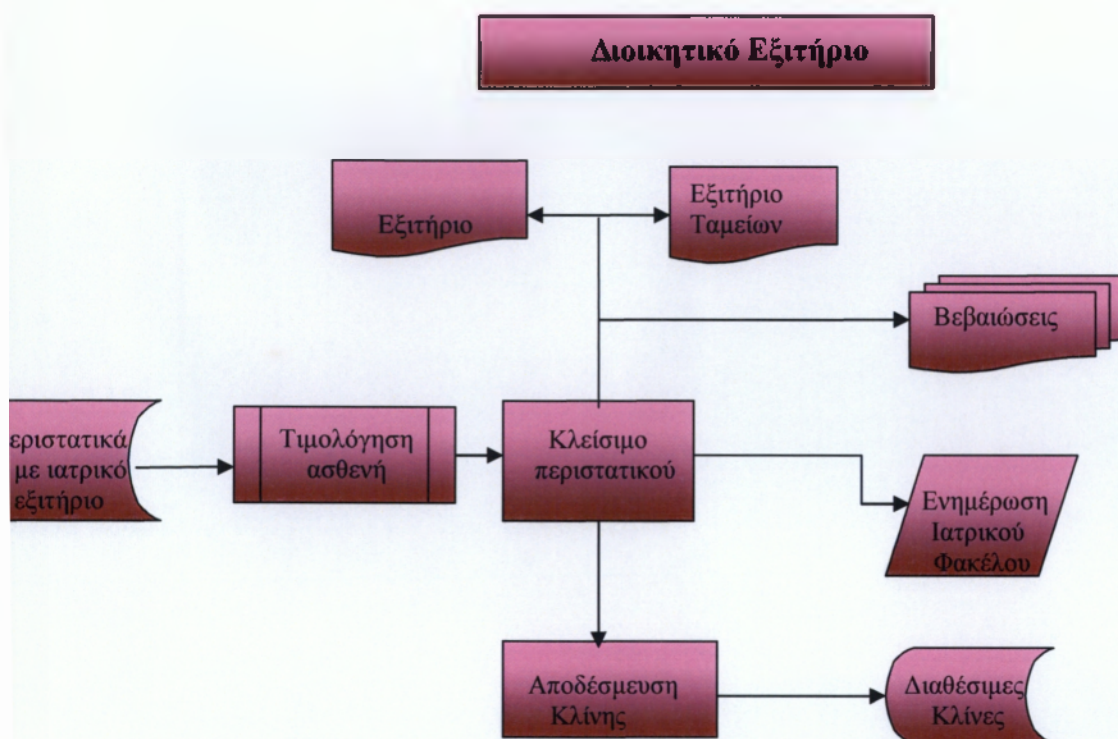 Διοικητικό Εξιτήριο
Εξιτήριο
Εξιτήριο
Ταμείων
Βεβαιώσεις
εριστατικά
με ιατρικό
εξιτήριο
Τιμολόγηση
ασθενή
Κλείσιμο
περιστατικού
Ενημέρωση
Ιατρικού
Φακέλου
Αποδέσμευση
Κλίνης
Διαθέσιμες
Κλίνες